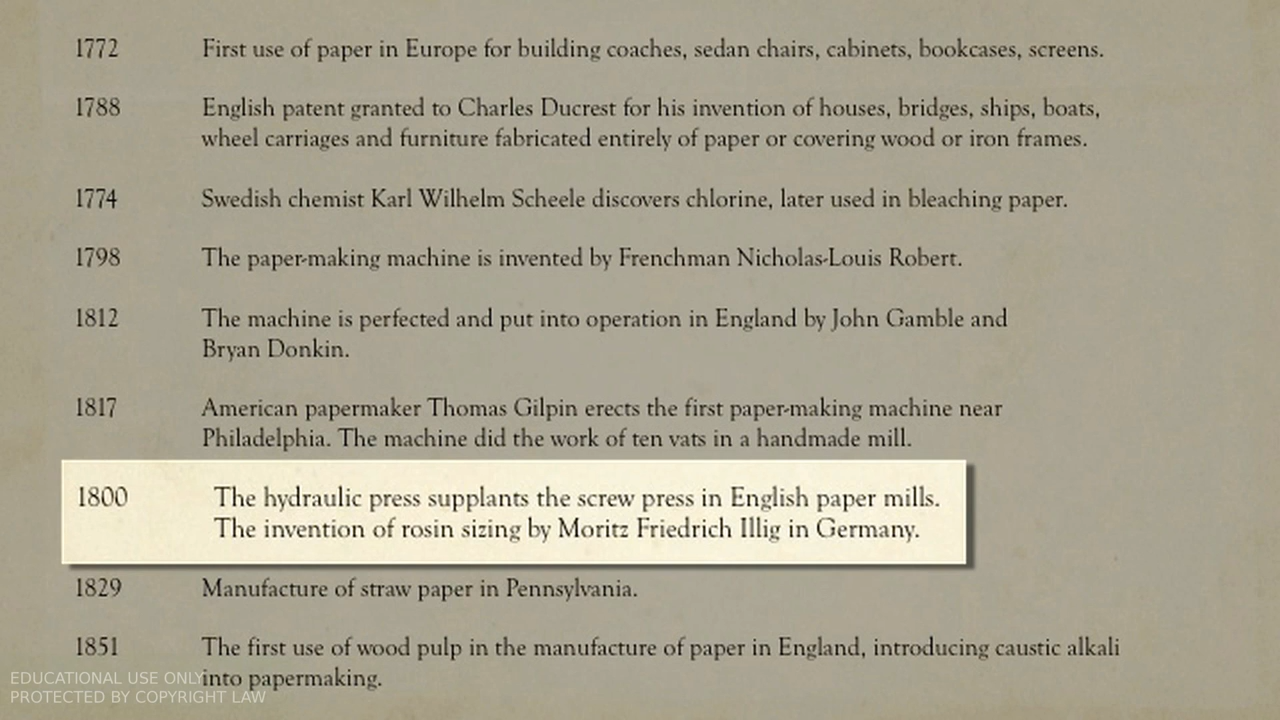 1772 First use of paper in Europe for building coaches, sedan chairs, cabinets, bookcases, screens.
1788 English patent granted to Charles Ducrest for his invention of houses, bridges, ships, boats,
wheel carriages and furniture fabricated entirely of paper or covering wood or iron frames.
1774 Swedish chemist Karl Wilhelm Scheele discovers chlorine, later used in bleaching paper.
1798 The paper-making machine is invented by Frenchman Nicholas-Louis Robert.
1812 The machine is perfected and put into operation in England by John Gamble and
Bryan Donkin.
1817 American papermaker Thomas Gilpin erects the first paper-making machine near
Philadelphia. The machine did the work of ten vats in a handmade mill.
1800 The hydraulic press supplants the screw press in English paper mills.
The invention of rosin sizing by Moritz Friedrich Illig in Germany.
1829 Manufacture of straw paper in Pennsylvania.
1851 The first use of wood pulp in the manufacture of paper in England, introducing caustic alkali
into papermaking.
EDUCATIONAL USE ONLY
PROTECTED BY COPYRIGHT LAW